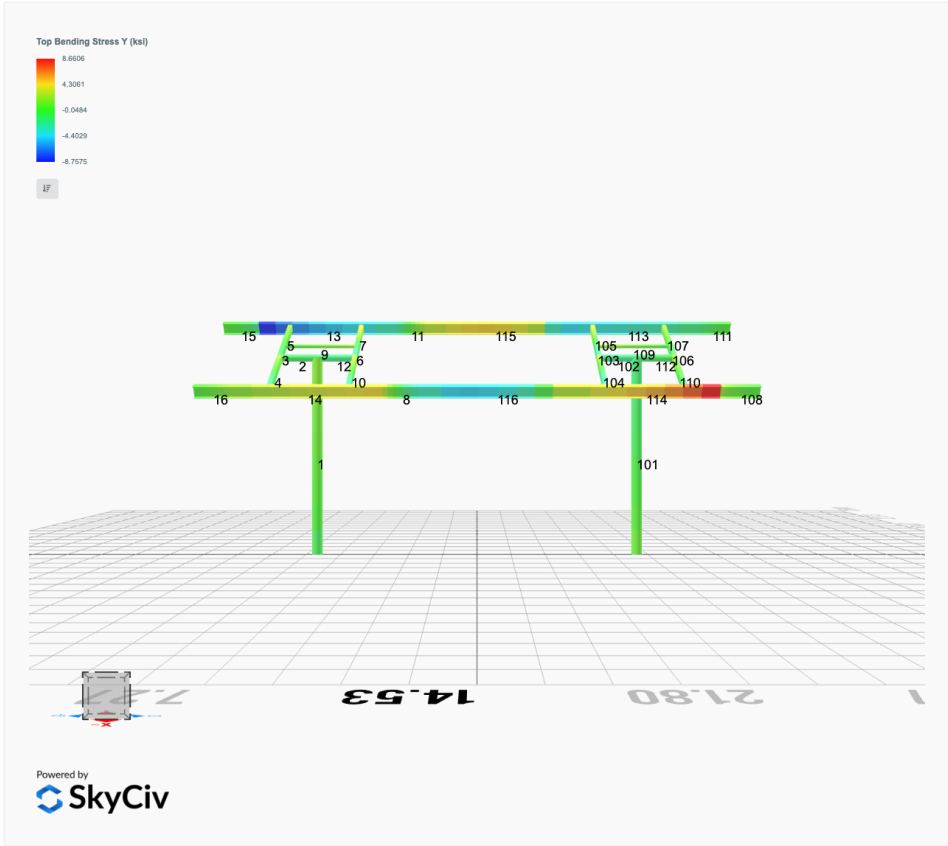 Top Bending Stress Y (ksi)
8.6606
4.3061
-0.0484
-4.4029
-8.7575
15 13 11 115 113 111
5 9 7 105 109 107
3 2 12 6 103 102 112 106
4 10 104 110
16 14 8 116 114 108
1 101
7.27 14.53 21.80
-X
Powered by
SkyCiv